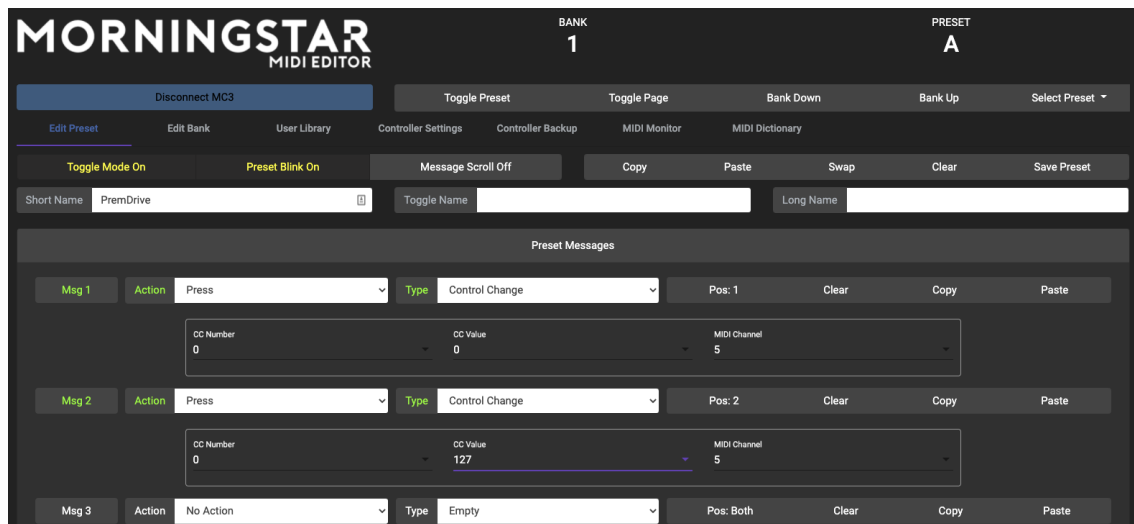 MORNINGSTAR
MIDI EDITOR
BANK
1
PRESET
A
Disconnect MC3
Toggle Preset Toggle Page Bank Down Bank Up Select Preset
Edit Preset Edit Bank User Library Controller Settings Controller Backup MIDI Monitor MIDI Dictionary
Toggle Mode On Preset Blink On Message Scroll Off Copy Paste Swap Clear Save Preset
Short Name PremDrive Toggle Name Long Name
Preset Messages
Msg 1 Action Press Type Control Change Pos: 1 Clear Copy Paste
CC Number CC Value MIDI Channel
0 0 5
Msg 2 Action Press Type Control Change Pos: 2 Clear Copy Paste
CC Number CC Value MIDI Channel
0 127 5
Msg 3 Action No Action Type Empty Pos: Both Clear Copy Paste